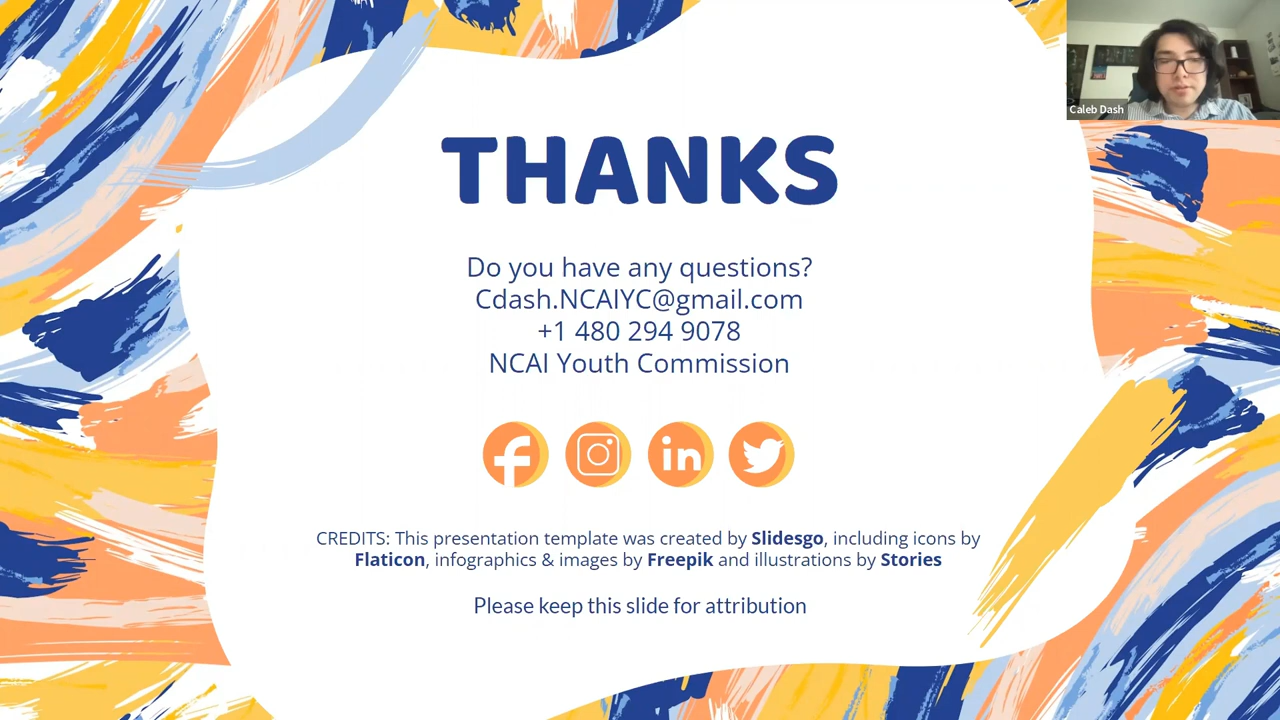 Caleb Dash
THANKS
Do you have any questions?
Cdash.NCAIYC@gmail.com
+1 480 294 9078
NCAI Youth Commission
CREDITS: This presentation template was created by Slidesgo, including icons by
Flaticon, infographics & images by Freepik and illustrations by Stories
Please keep this slide for attribution